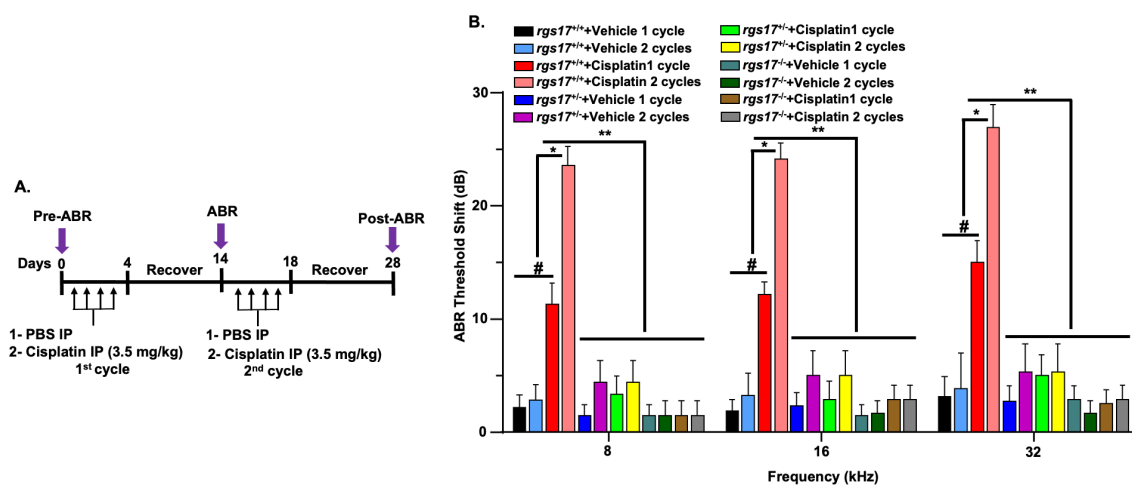 A.
Pre-ABR
ABR
Post-ABR
Days 0 4 14 18 28
Recover Recover
1- PBS IP
2- Cisplatin IP (3.5 mg/kg)
1st cycle
1- PBS IP
2- Cisplatin IP (3.5 mg/kg)
2nd cycle
B.
rgs17+/++Vehicle 1 cycle
rgs17+/++Vehicle 2 cycles
rgs17+/++Cisplatin1 cycle
rgs17+/++Cisplatin 2 cycles
rgs17+/-+Vehicle 1 cycle
rgs17+/-+Vehicle 2 cycles
rgs17+/-+Cisplatin1 cycle
rgs17+/-+Cisplatin 2 cycles
rgs17-/-+Vehicle 1 cycle
rgs17-/-+Vehicle 2 cycles
rgs17-/-+Cisplatin1 cycle
rgs17-/-+Cisplatin 2 cycles
ABR Threshold Shift (dB)
30
20
10
0
# * **
# * **
# * **
8 16 32
Frequency (kHz)